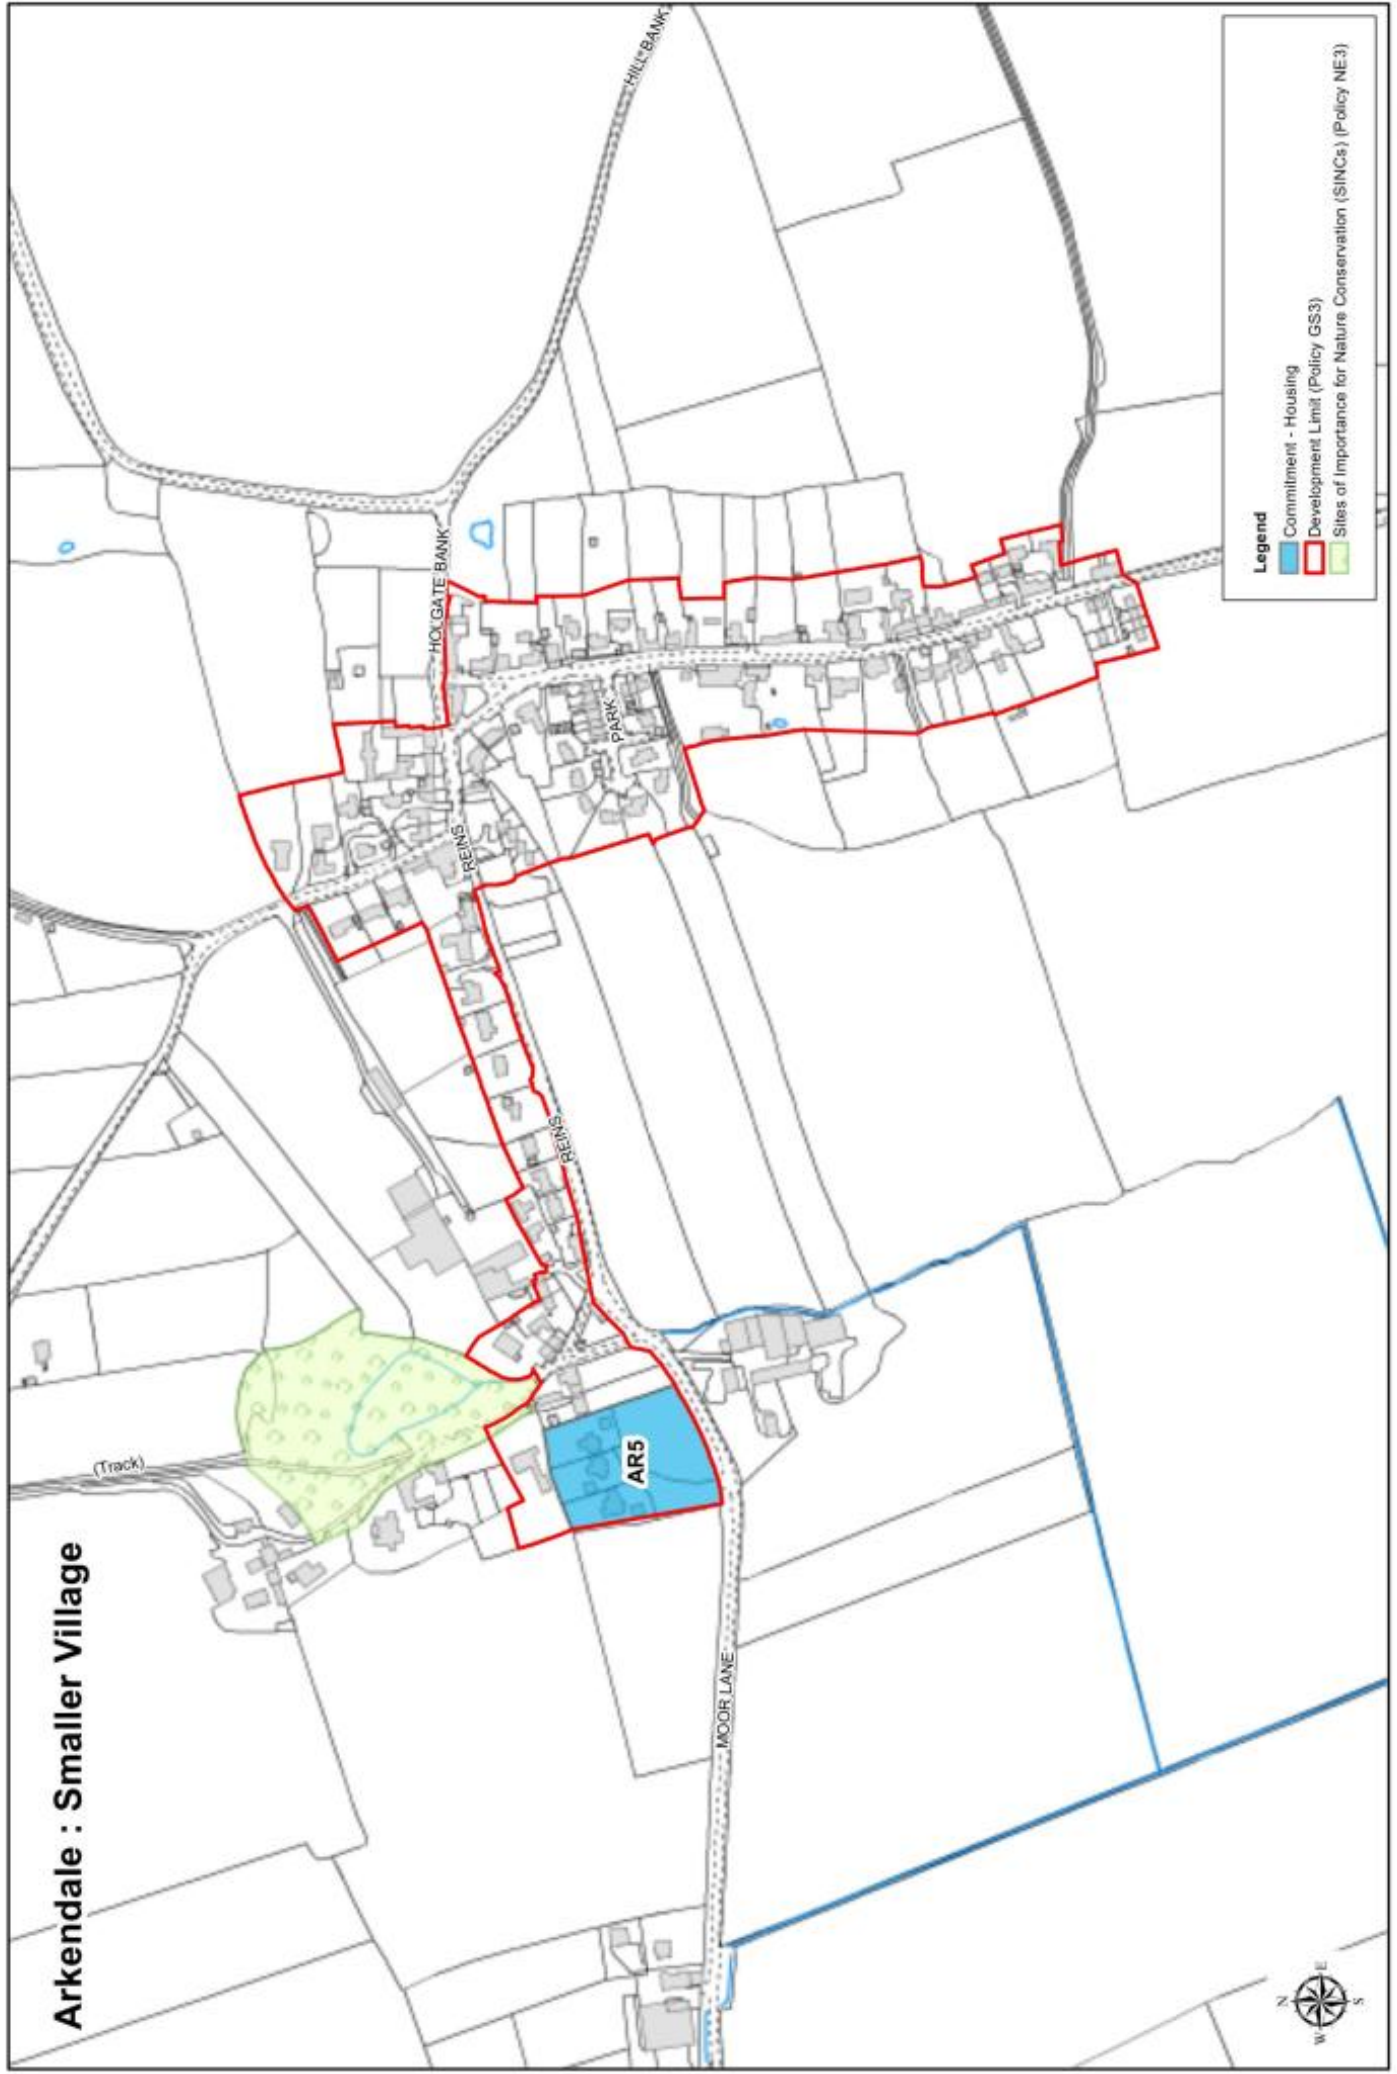 Arkendale : Smaller Village
(Track)
AR5
MOOR LANE
REINS
REINS
PARK
HOLGATE BANK
HILL BANK
Legend
Commitment - Housing
Development Limit (Policy GS3)
Sites of Importance for Nature Conservation (SINCs) (Policy NE3)
N
W
E
S